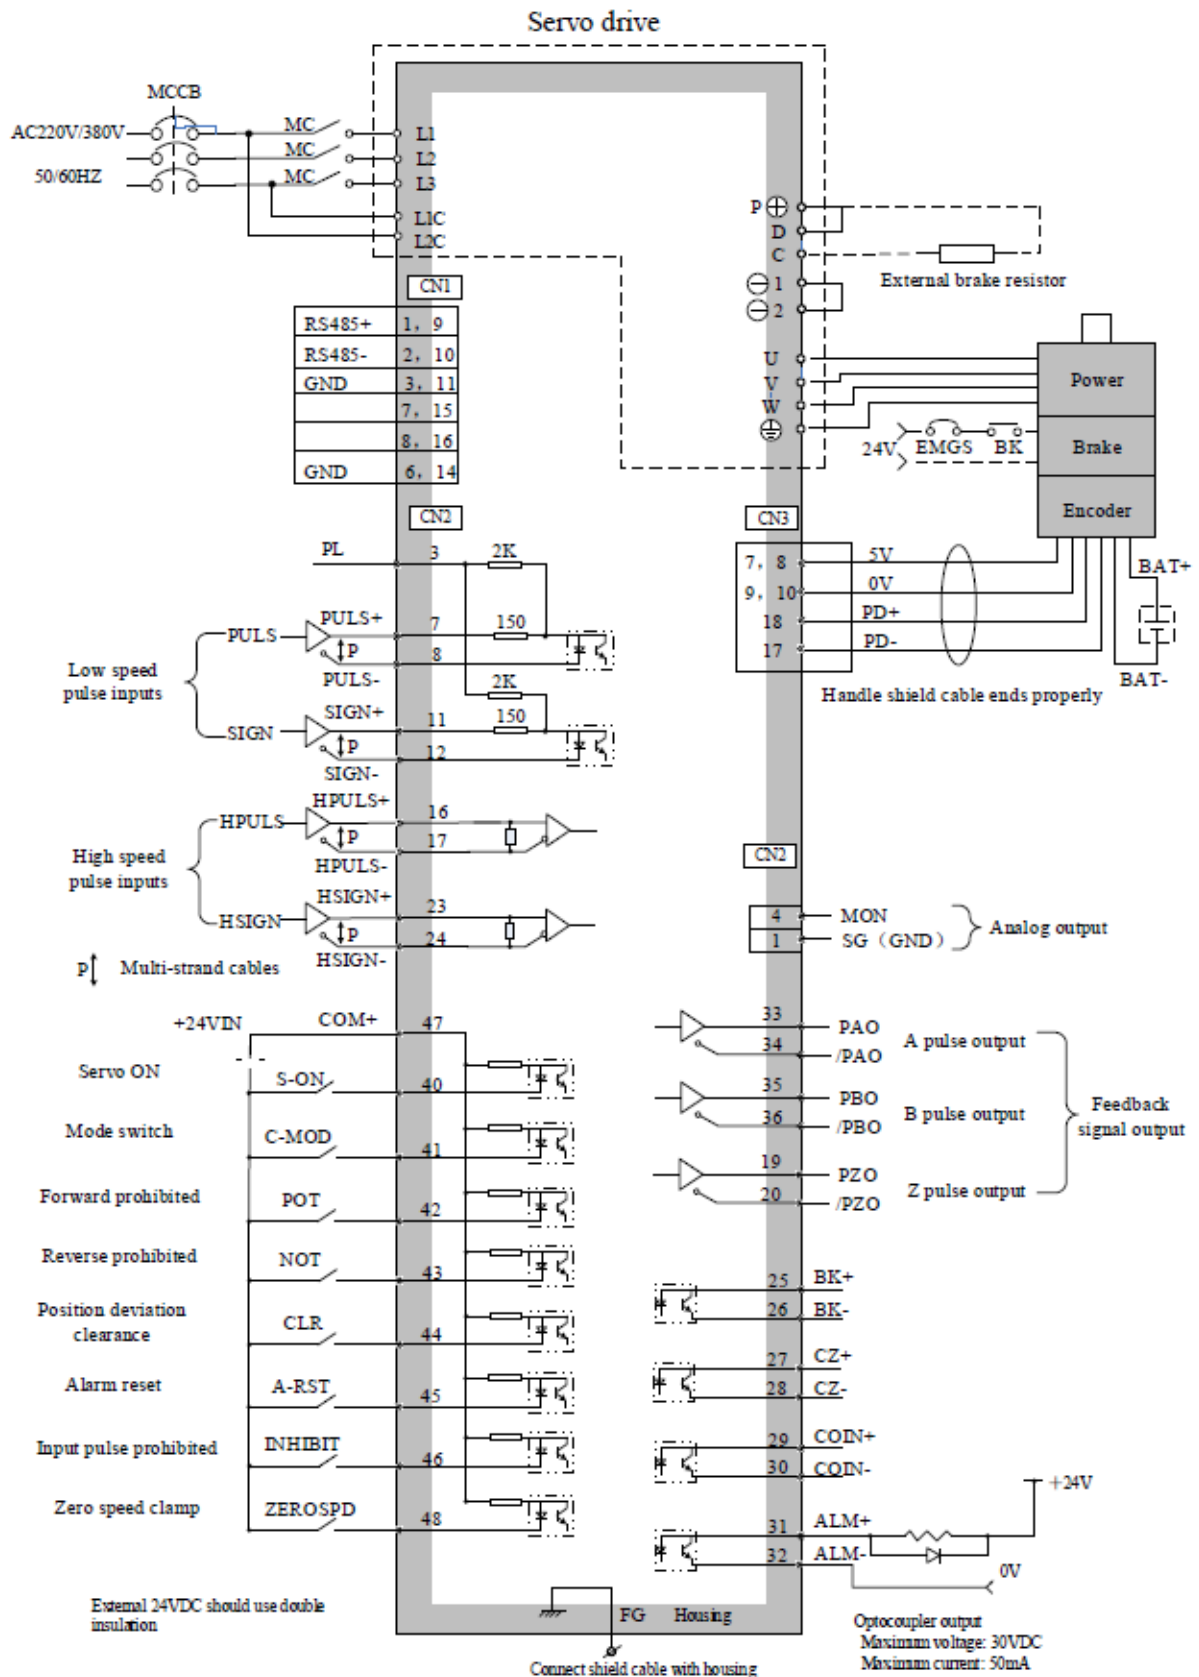 Servo drive
MCCB
AC220V/380V
50/60HZ
MC
MC
MC
L1
L2
L3
L1C
L2C
P
D
C
1
2
External brake resistor
CN1
RS485+ 1, 9
RS485- 2, 10
GND 3, 11
7, 15
8, 16
GND 6, 14
U
V
W
Power
24V EMGS BK
Brake
Encoder
CN2
CN3
PL 3 2K
7, 8 5V
9, 10 0V
18 PD+
17 PD-
BAT+
BAT-
Handle shield cable ends properly
Low speed
pulse inputs
PULS
PULS+ 7 150
P
8
PULS-
2K
SIGN
SIGN+ 11 150
P
12
SIGN-
High speed
pulse inputs
HPULS
HPULS+ 16
P
17
HPULS-
HSIGN
HSIGN+ 23
P
24
HSIGN-
P Multi-strand cables
CN2
4 MON
1 SG（GND）
Analog output
+24VIN COM+ 47
Servo ON
S-ON 40
Mode switch
C-MOD 41
Forward prohibited
POT 42
Reverse prohibited
NOT 43
Position deviation
clearance
CLR 44
Alarm reset
A-RST 45
Input pulse prohibited
INHIBIT 46
Zero speed clamp
ZEROSPD 48
33 PAO
34 /PAO
A pulse output
35 PBO
36 /PBO
B pulse output
19 PZO
20 /PZO
Z pulse output
Feedback
signal output
25 BK+
26 BK-
27 CZ+
28 CZ-
29 COIN+
30 COIN-
31 ALM+
32 ALM-
+24V
0V
External 24VDC should use double
insulation
FG Housing
Connect shield cable with housing
Optocoupler output
Maximum voltage: 30VDC
Maximum current: 50mA